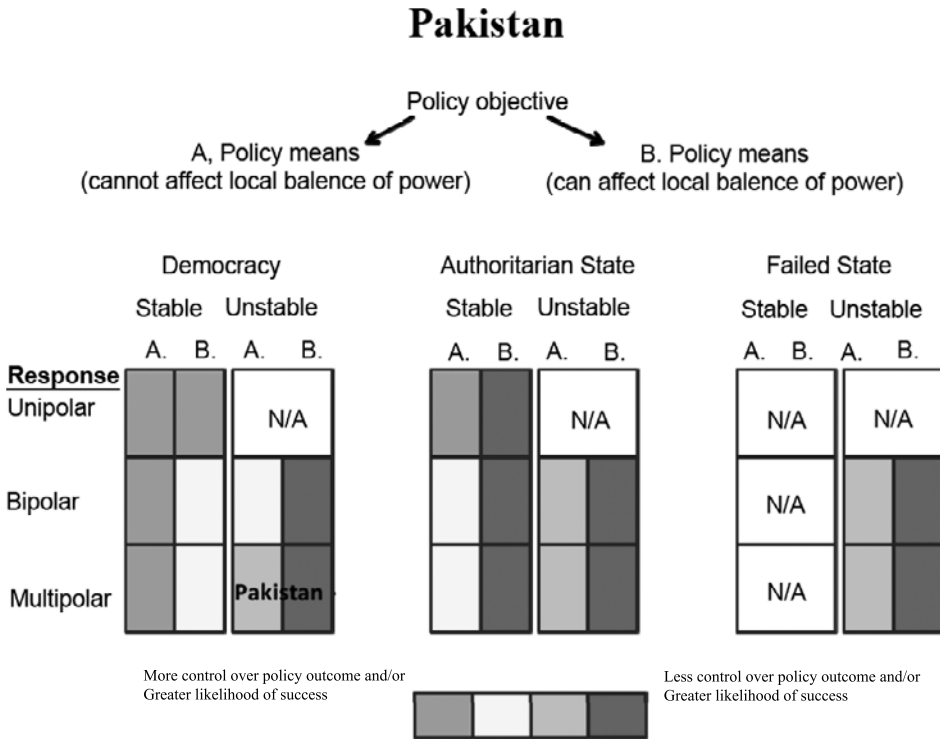 Pakistan
Policy objective
A, Policy means
(cannot affect local balence of power)
B. Policy means
(can affect local balence of power)
Democracy
Authoritarian State
Failed State
Stable Unstable
Stable Unstable
Stable Unstable
A. B. A. B.
A. B. A. B.
A. B. A. B.
Response
Unipolar
N/A
N/A
N/A
N/A
Bipolar
N/A
Multipolar
Pakistan
N/A
More control over policy outcome and/or
Greater likelihood of success
Less control over policy outcome and/or
Greater likelihood of success